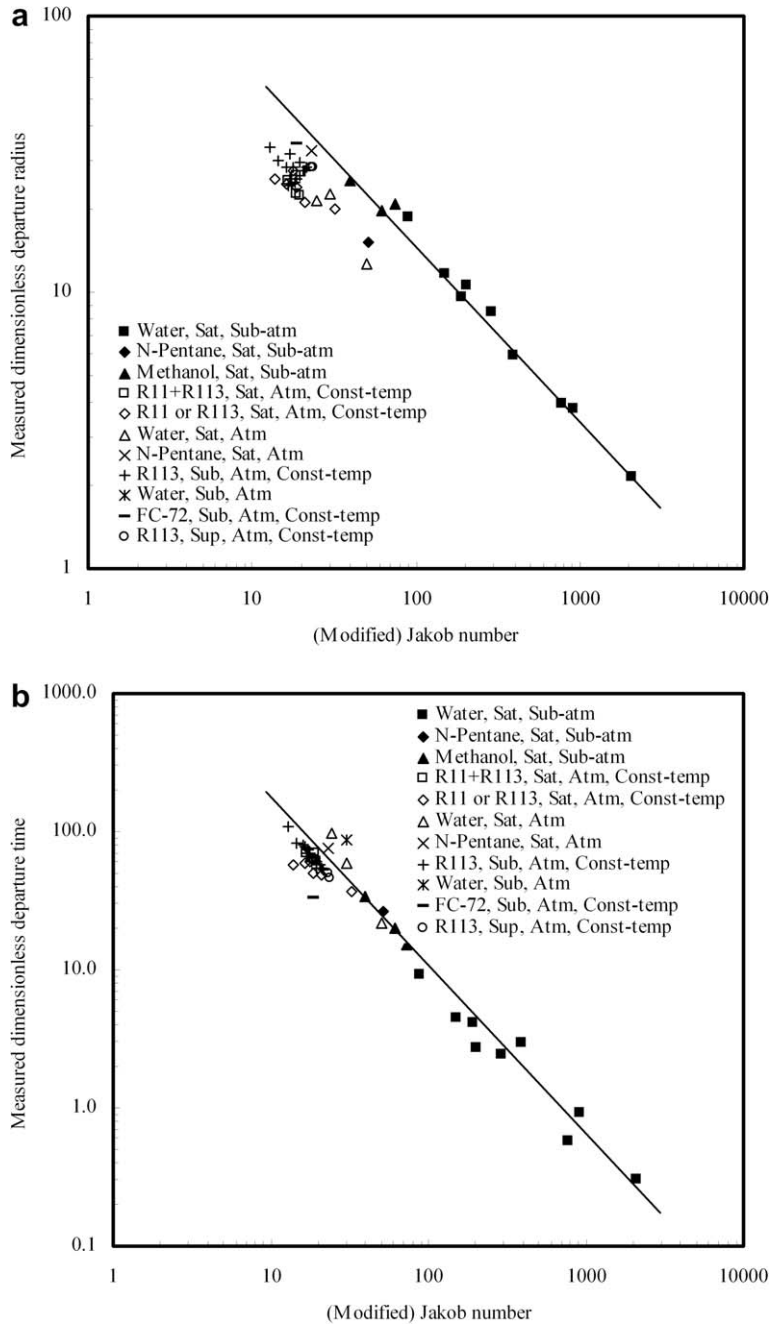 a
100
10
1
Measured dimensionless departure radius
Water, Sat, Sub-atm
N-Pentane, Sat, Sub-atm
Methanol, Sat, Sub-atm
R11+R113, Sat, Atm, Const-temp
R11 or R113, Sat, Atm, Const-temp
Water, Sat, Atm
N-Pentane, Sat, Atm
R113, Sub, Atm, Const-temp
Water, Sub, Atm
FC-72, Sub, Atm, Const-temp
R113, Sup, Atm, Const-temp
1 10 100 1000 10000
(Modified) Jakob number
b
1000.0
100.0
10.0
1.0
0.1
Measured dimensionless departure time
Water, Sat, Sub-atm
N-Pentane, Sat, Sub-atm
Methanol, Sat, Sub-atm
R11+R113, Sat, Atm, Const-temp
R11 or R113, Sat, Atm, Const-temp
Water, Sat, Atm
N-Pentane, Sat, Atm
R113, Sub, Atm, Const-temp
Water, Sub, Atm
FC-72, Sub, Atm, Const-temp
R113, Sup, Atm, Const-temp
1 10 100 1000 10000
(Modified) Jakob number